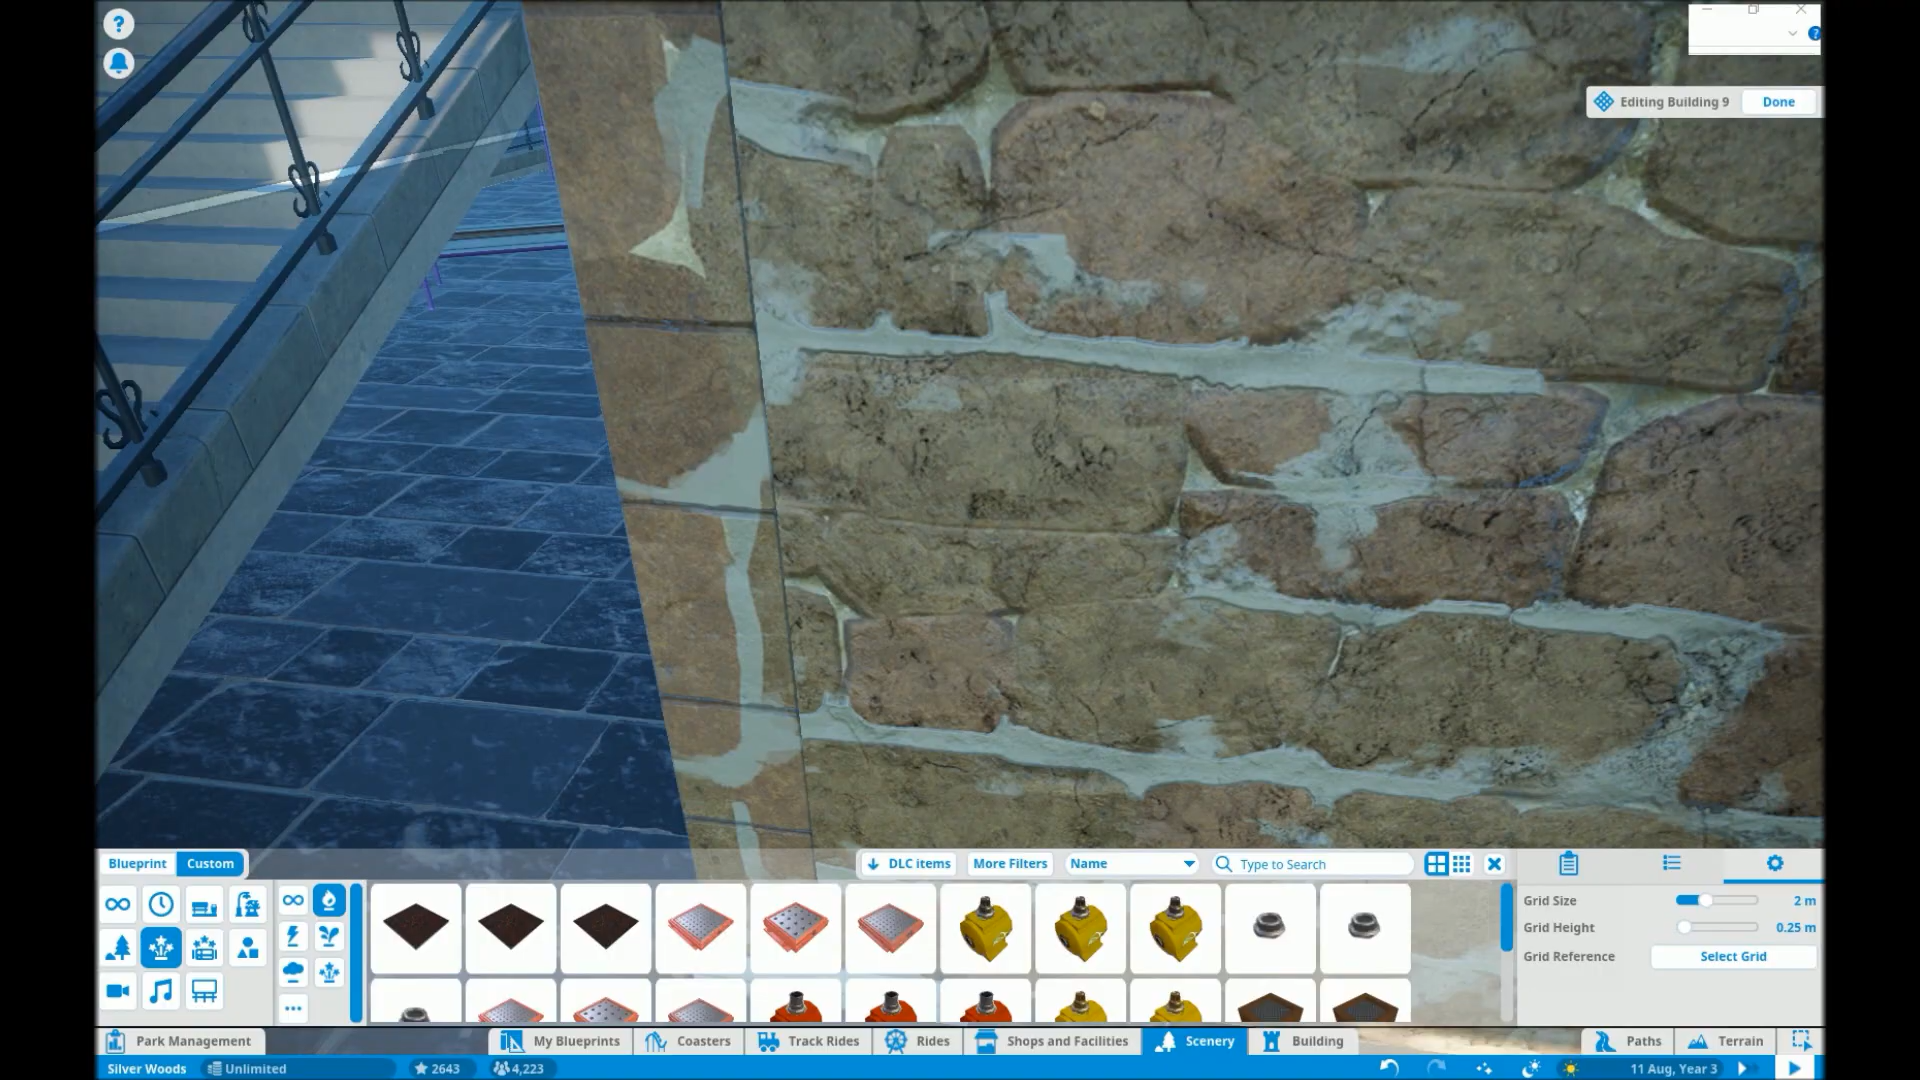 ?
?
Editing Building 9
Done
Blueprint
Custom
DLC items
More Filters
Name
Type to Search
Grid Size
2 m
Grid Height
0.25 m
Grid Reference
Select Grid
Park Management
My Blueprints
Coasters
Track Rides
Rides
Shops and Facilities
Scenery
Building
Paths
Terrain
Silver Woods
Unlimited
2643
4,223
11 Aug, Year 3